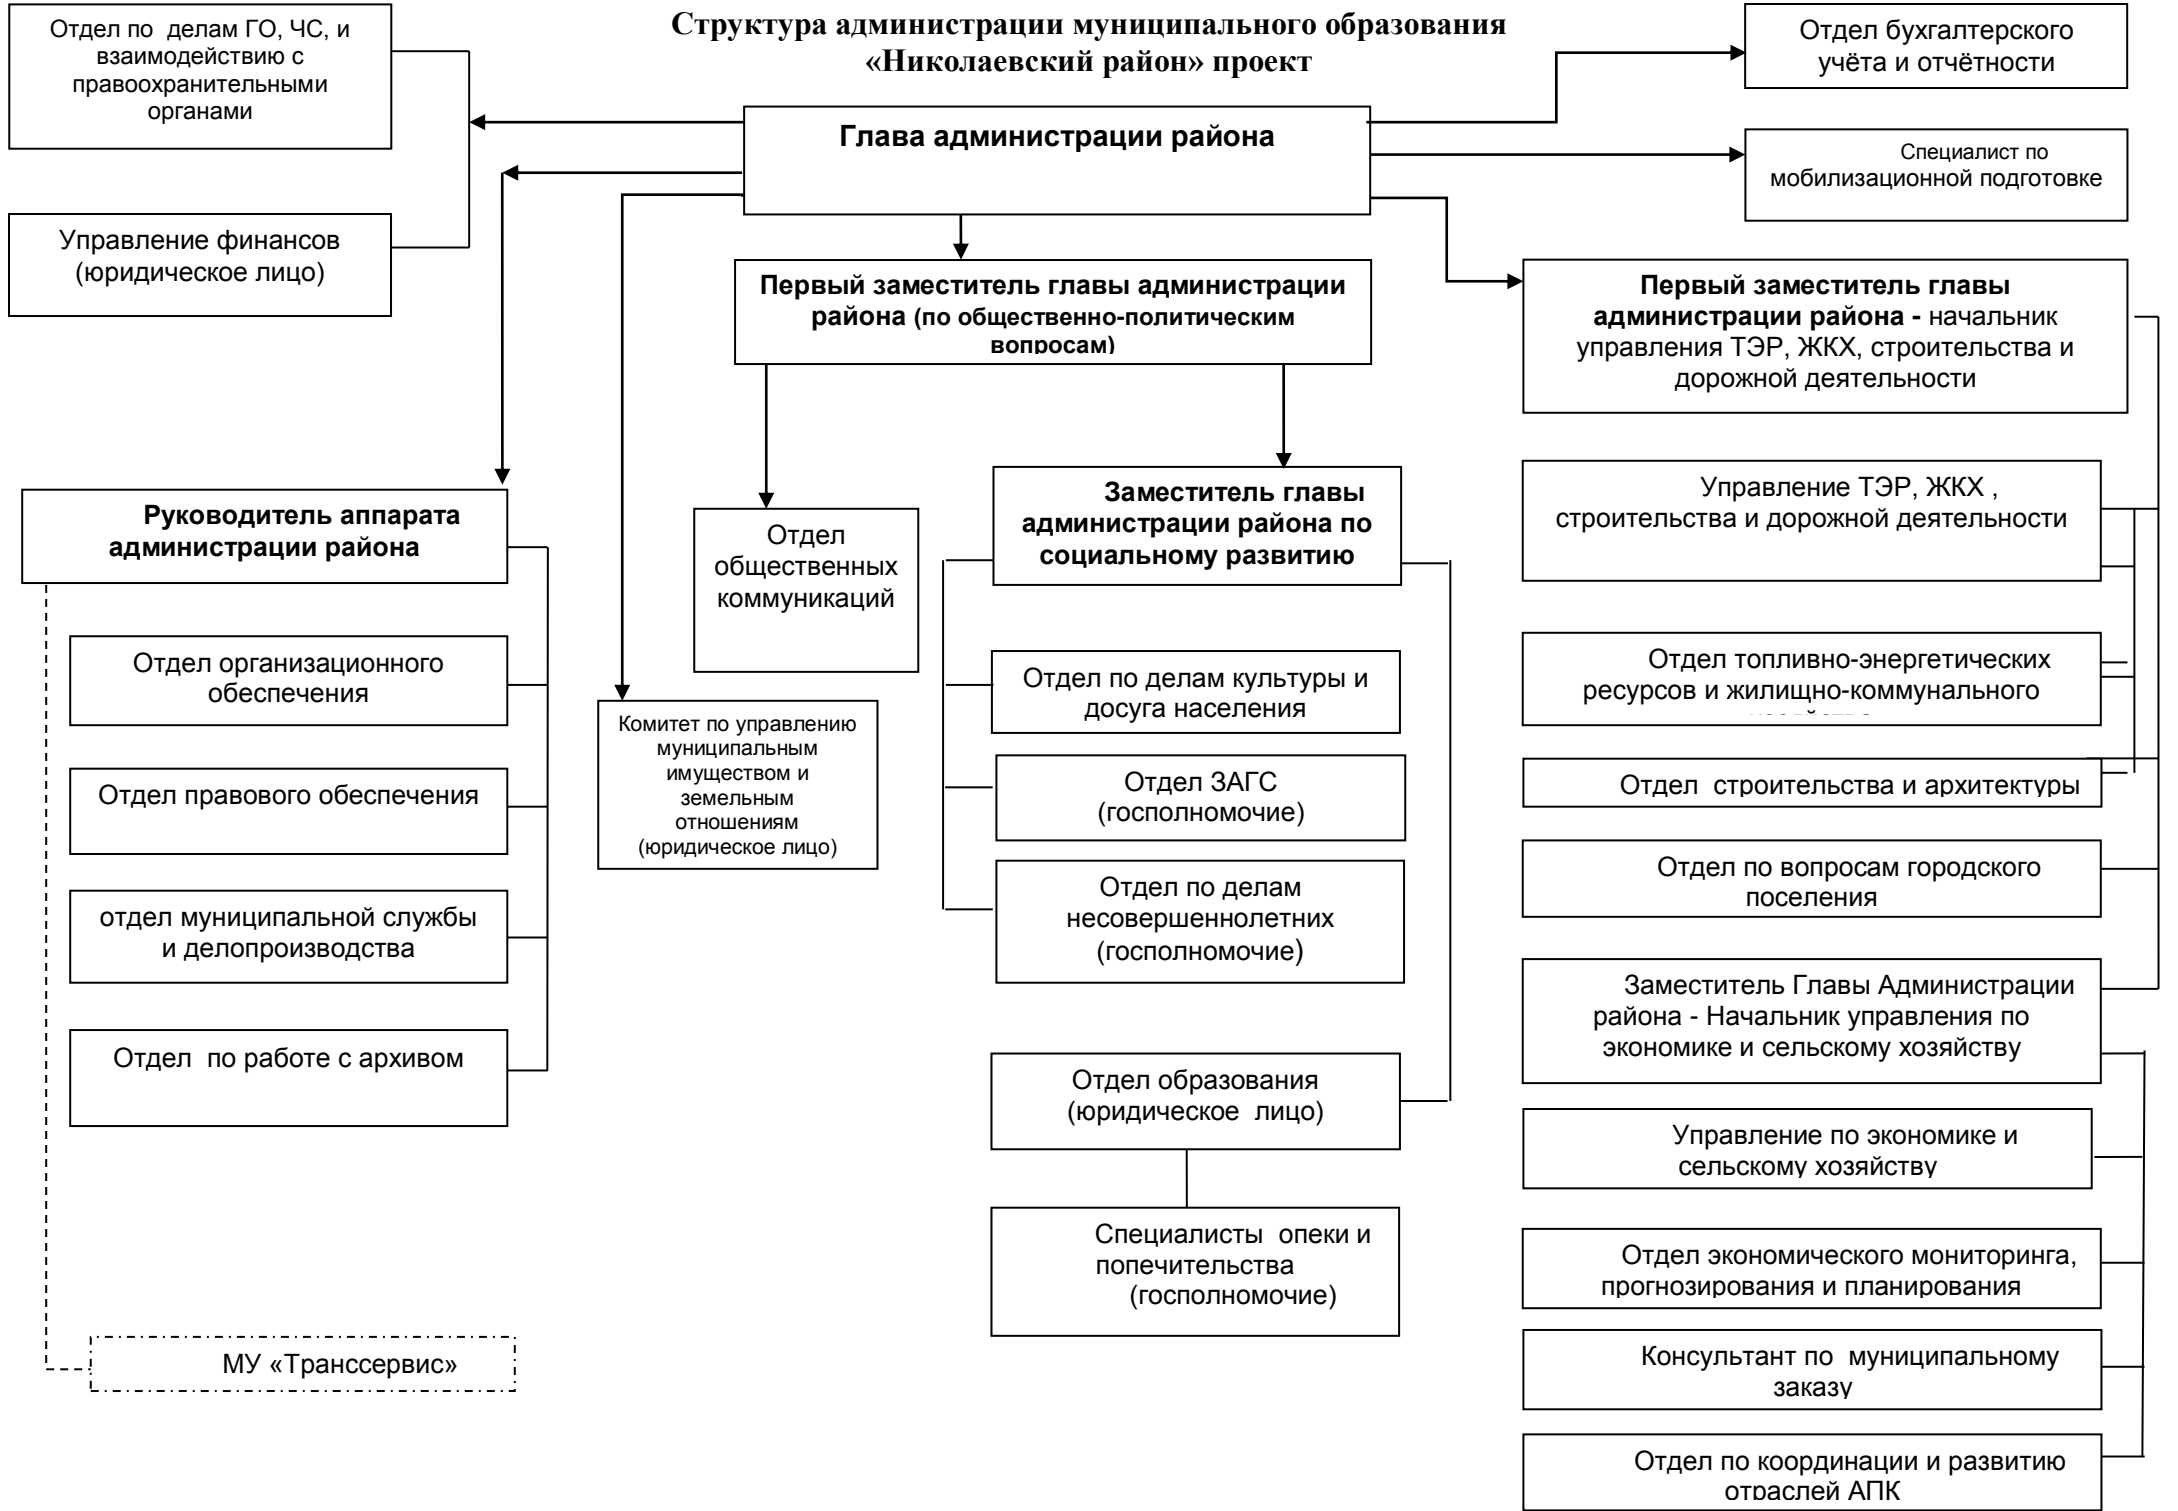 Структура администрации муниципального образования
«Николаевский район» проект
Отдел по делам ГО, ЧС, и
взаимодействию с
правоохранительными
органами
Отдел бухгалтерского
учёта и отчётности
Глава администрации района
Специалист по
мобилизационной подготовке
Управление финансов
(юридическое лицо)
Первый заместитель главы администрации
района (по общественно-политическим
вопросам)
Первый заместитель главы
администрации района - начальник
управления ТЭР, ЖКХ, строительства и
дорожной деятельности
Руководитель аппарата
администрации района
Отдел организационного
обеспечения
Отдел правового обеспечения
отдел муниципальной службы
и делопроизводства
Отдел по работе с архивом
МУ «Транссервис»
Комитет по управлению
муниципальным
имуществом и
земельным
отношениям
(юридическое лицо)
Отдел
общественных
коммуникаций
Заместитель главы
администрации района по
социальному развитию
Отдел по делам культуры и
досуга населения
Отдел ЗАГС
(госполномочие)
Отдел по делам
несовершеннолетних
(госполномочие)
Отдел образования
(юридическое лицо)
Специалисты опеки и
попечительства
(госполномочие)
Управление ТЭР, ЖКХ ,
строительства и дорожной деятельности
Отдел топливно-энергетических
ресурсов и жилищно-коммунального
Отдел строительства и архитектуры
Отдел по вопросам городского
поселения
Заместитель Главы Администрации
района - Начальник управления по
экономике и сельскому хозяйству
Управление по экономике и
сельскому хозяйству
Отдел экономического мониторинга,
прогнозирования и планирования
Консультант по муниципальному
заказу
Отдел по координации и развитию
отраслей АПК